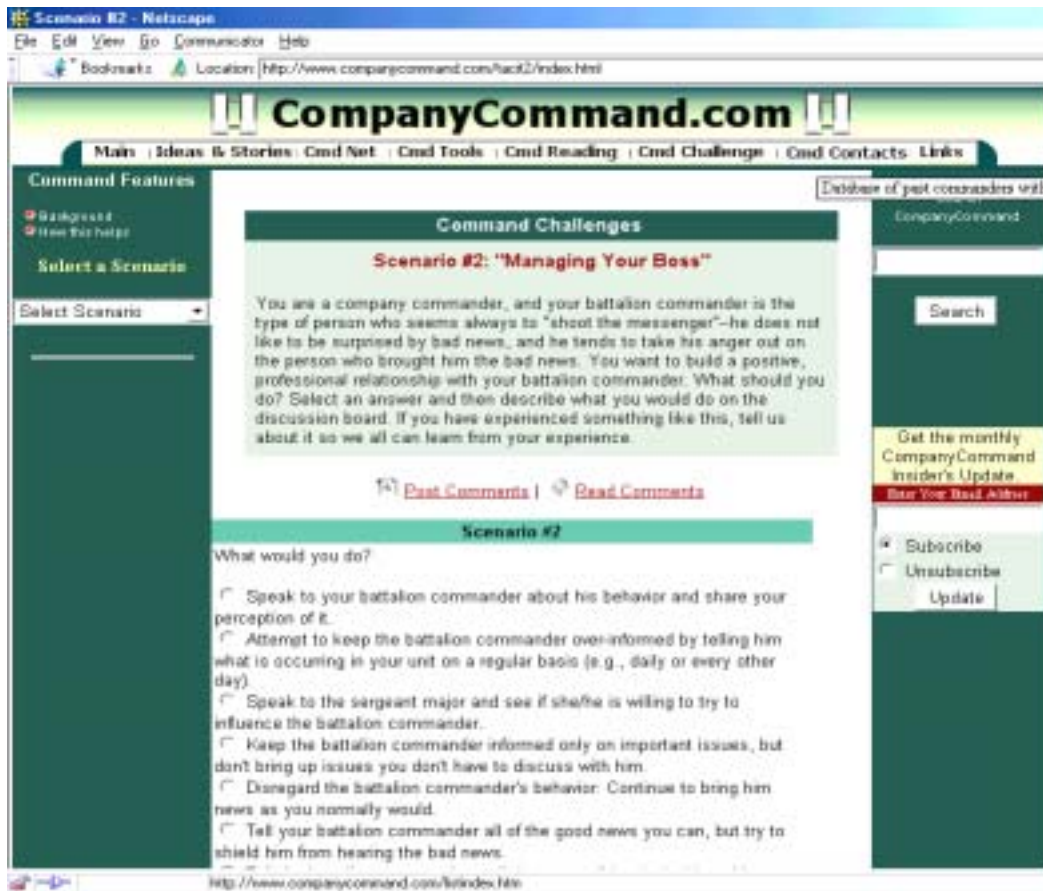 Scenario #2 - Netscape
File Edit View Go Communicator Help
Bookmarks Location: http://www.companycommand.com/tacit2/index.html
CompanyCommand.com
Main | Ideas & Stories | Cmd Net | Cmd Tools | Cmd Reading | Cmd Challenge | Cmd Contacts Links
Database of past commanders with
Command Features
Background
How this helps
Select a Scenario
Select Scenario
Command Challenges
Scenario #2: "Managing Your Boss"
You are a company commander, and your battalion commander is the
type of person who seems always to "shoot the messenger"--he does not
like to be surprised by bad news, and he tends to take his anger out on
the person who brought him the bad news. You want to build a positive,
professional relationship with your battalion commander. What should you
do? Select an answer and then describe what you would do on the
discussion board. If you have experienced something like this, tell us
about it so we all can learn from your experience.
Post Comments | Read Comments
Scenario #2
What would you do?
Speak to your battalion commander about his behavior and share your
perception of it.
Attempt to keep the battalion commander over-informed by telling him
what is occurring in your unit on a regular basis (e.g., daily or every other
day).
Speak to the sergeant major and see if she/he is willing to try to
influence the battalion commander.
Keep the battalion commander informed only on important issues, but
don't bring up issues you don't have to discuss with him.
Disregard the battalion commander's behavior: Continue to bring him
news as you normally would.
Tell your battalion commander all of the good news you can, but try to
shield him from hearing the bad news.
CompanyCommand
Search
Get the monthly
CompanyCommand
Insider's Update.
Enter Your Email Address
Subscribe
Unsubscribe
Update
http://www.companycommand.com/listindex.htm